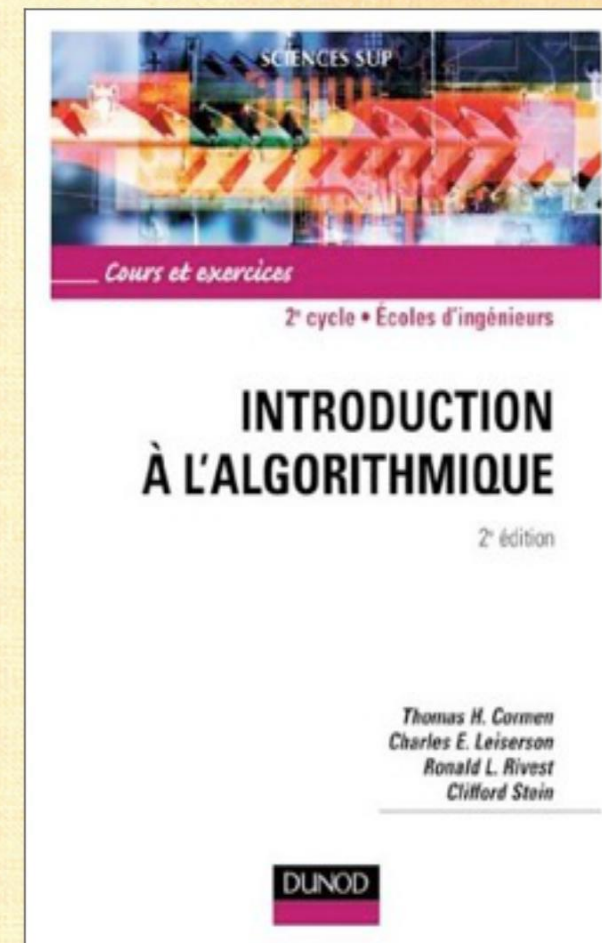 SCIENCES SUP
Cours et exercices
2e cycle • Écoles d'ingénieurs
INTRODUCTION
À L'ALGORITHMIQUE
2e édition
Thomas H. Cormen
Charles E. Leiserson
Ronald L. Rivest
Clifford Stein
DUNOD